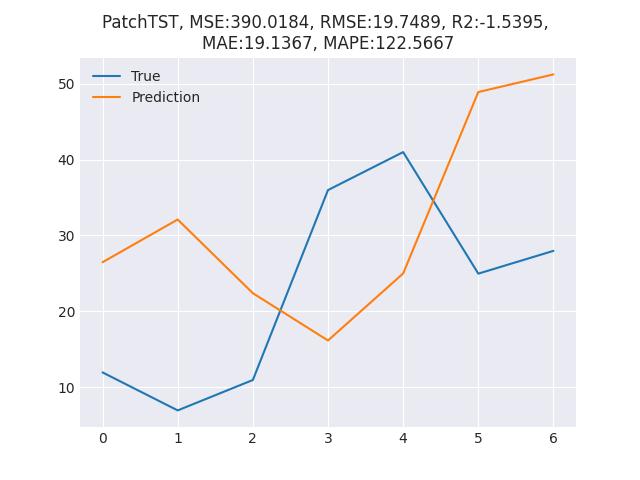 PatchTST, MSE:390.0184, RMSE:19.7489, R2:-1.5395,
MAE:19.1367, MAPE:122.5667
True
Prediction
50
40
30
20
10
0 1 2 3 4 5 6